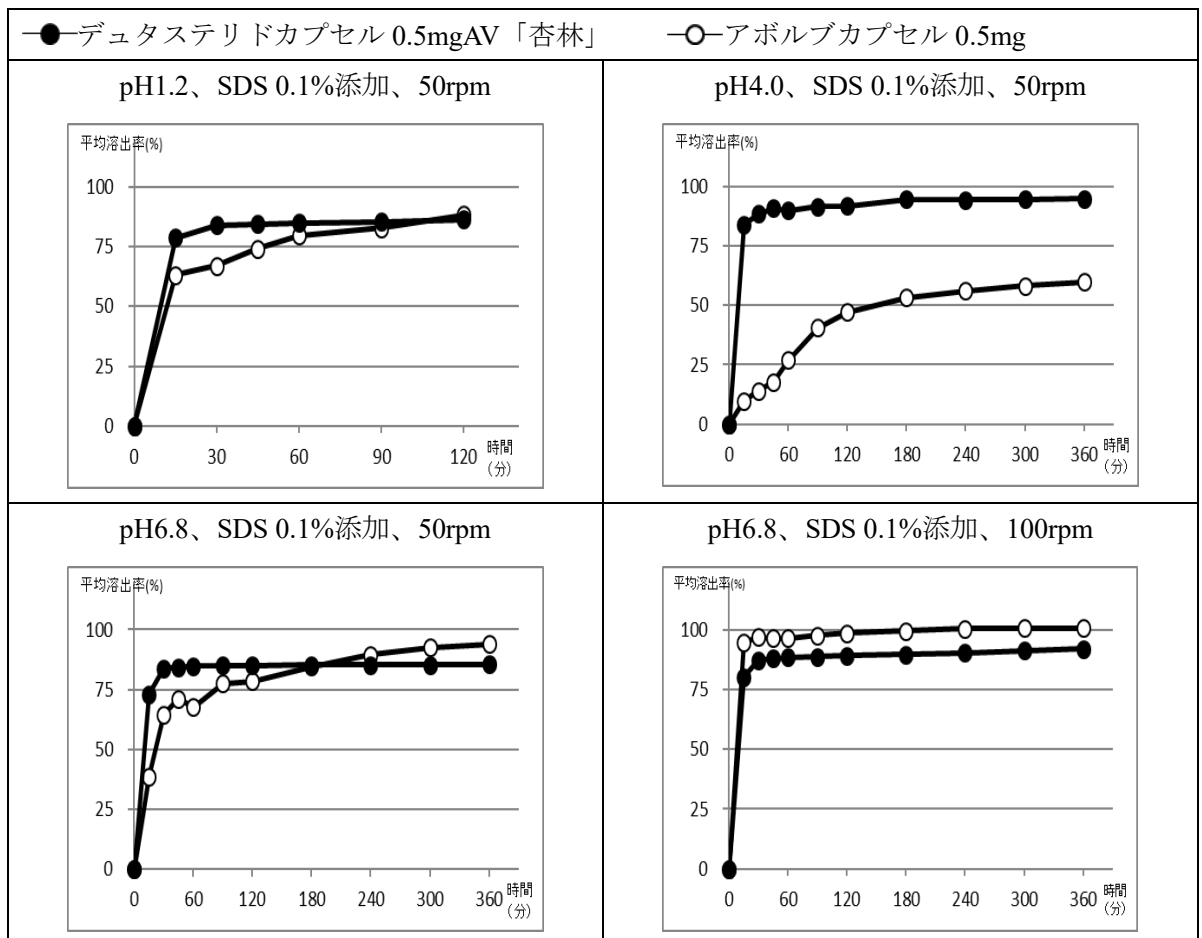 デュタステリドカプセル 0.5mgAV「杏林」 アボルブカプセル 0.5mg
pH1.2、SDS 0.1%添加、50rpm
平均溶出率(%)
100
75
50
25
0
0 30 60 90 120
時間
(分)
pH4.0、SDS 0.1%添加、50rpm
平均溶出率(%)
100
75
50
25
0
0 60 120 180 240 300 360
時間
(分)
pH6.8、SDS 0.1%添加、50rpm
平均溶出率(%)
100
75
50
25
0
0 60 120 180 240 300 360
時間
(分)
pH6.8、SDS 0.1%添加、100rpm
平均溶出率(%)
100
75
50
25
0
0 60 120 180 240 300 360
時間
(分)